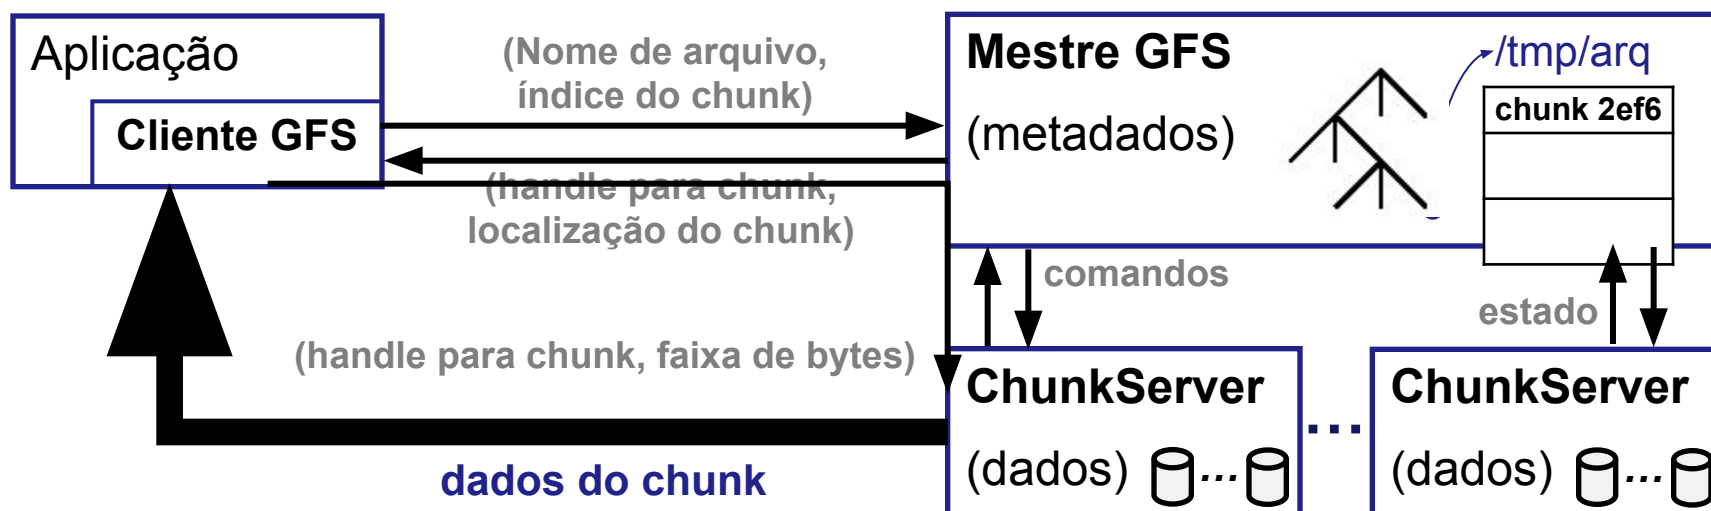 Aplicação
Cliente GFS
(Nome de arquivo,
índice do chunk)
(handle para chunk,
localização do chunk)
Mestre GFS
(metadados)
/tmp/arq
chunk 2ef6
comandos
estado
(handle para chunk, faixa de bytes)
dados do chunk
ChunkServer
(dados)
...
...
ChunkServer
(dados)
...